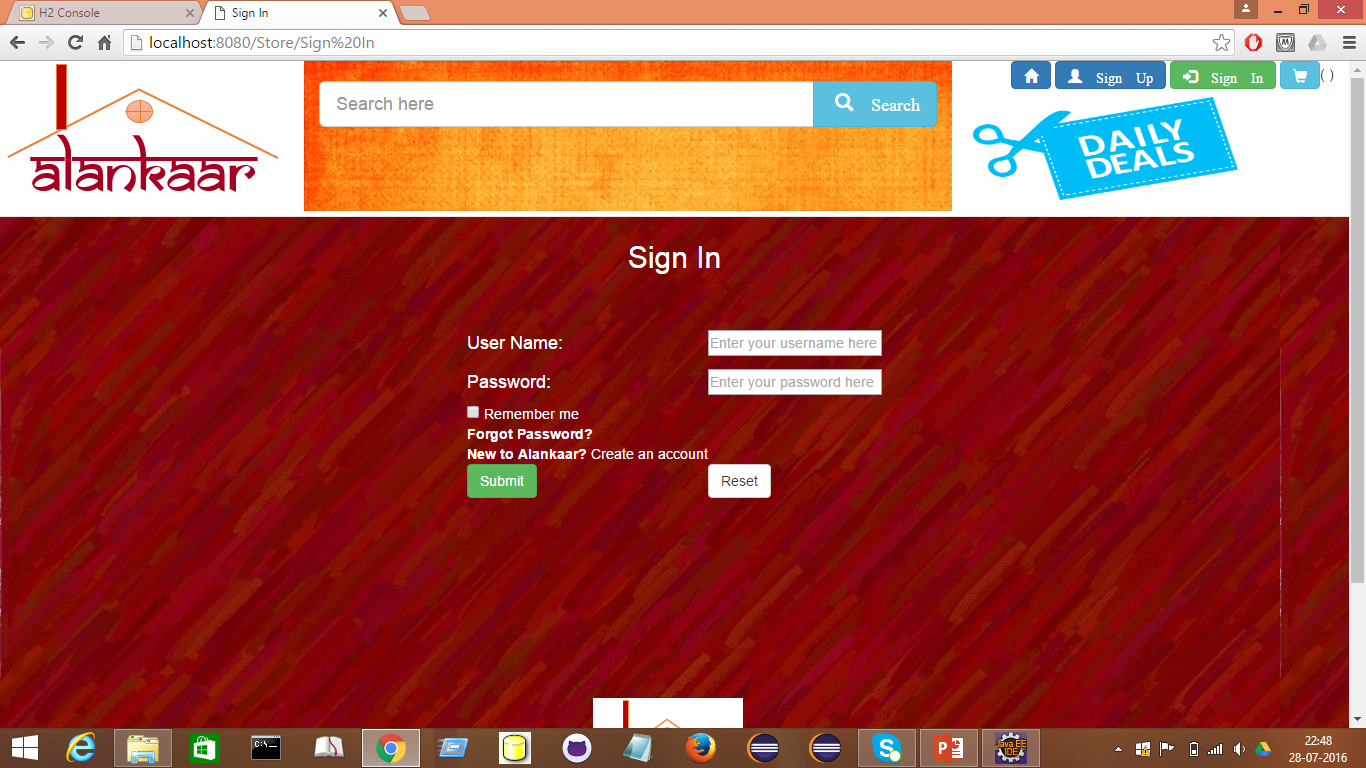 H2 Console
Sign In
localhost:8080/Store/Sign%20In
alankaar
Search here
Search
Sign Up
Sign In
( )
DAILY
DEALS
Sign In
User Name:
Enter your username here
Password:
Enter your password here
Remember me
Forgot Password?
New to Alankaar? Create an account
Submit
Reset
C:\
Java EE
IDE
22:48
28-07-2016